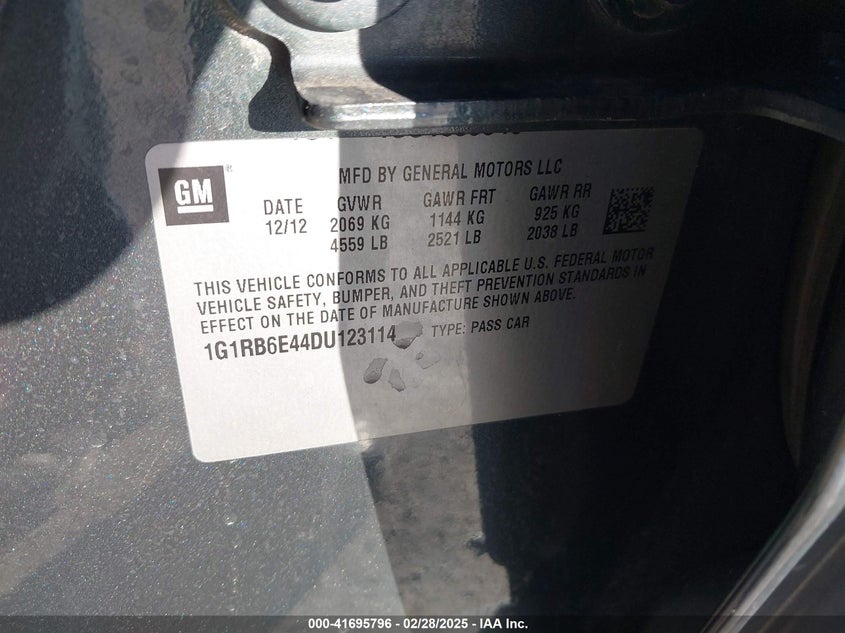 GM ®
MFD BY GENERAL MOTORS LLC
DATE GVWR GAWR FRT GAWR RR
12/12 2069 KG 1144 KG 925 KG
4559 LB 2521 LB 2038 LB
THIS VEHICLE CONFORMS TO ALL APPLICABLE U.S. FEDERAL MOTOR
VEHICLE SAFETY, BUMPER, AND THEFT PREVENTION STANDARDS IN
EFFECT ON THE DATE OF MANUFACTURE SHOWN ABOVE.
1G1RB6E44DU123114 TYPE: PASS CAR
000-41695796 - 02/28/2025 - IAA Inc.